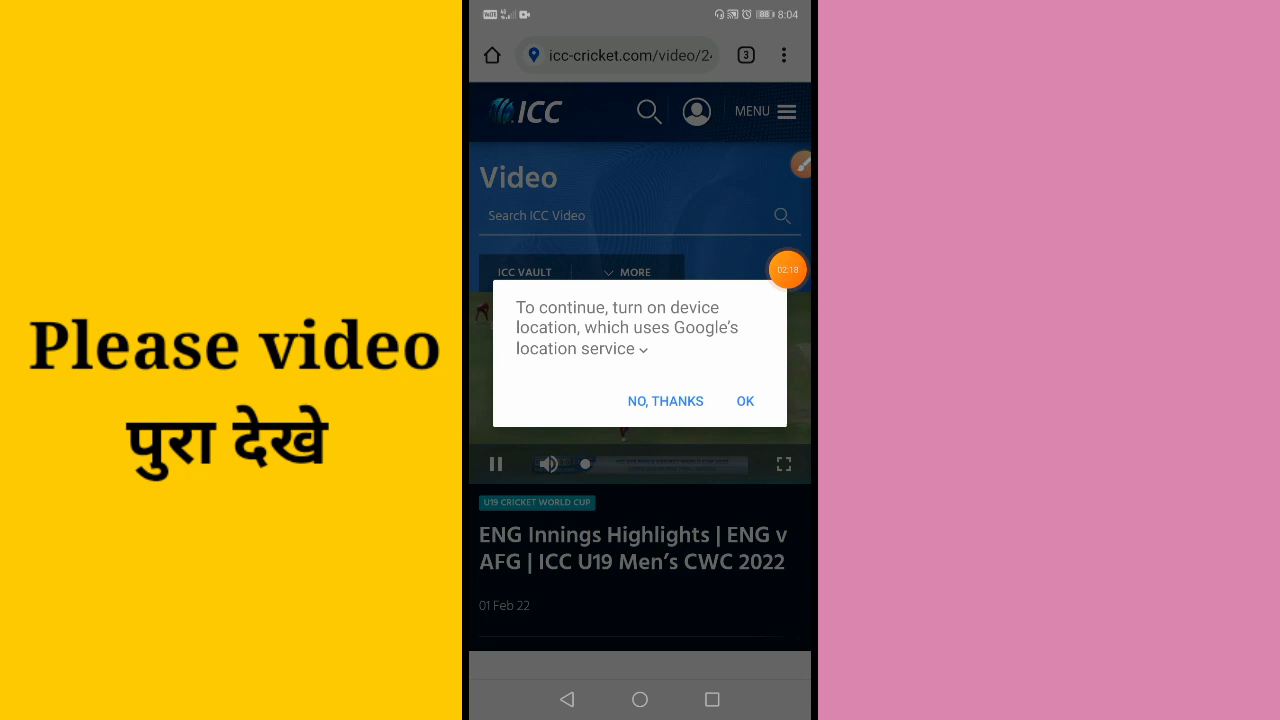 Please video
पुरा देखे
8:04
icc-cricket.com/video/2
3
ICC
MENU
Video
Search ICC Video
ICC VAULT
MORE
02:18
To continue, turn on device
location, which uses Google's
location service
NO, THANKS
OK
U19 CRICKET WORLD CUP
ENG Innings Highlights | ENG v
AFG | ICC U19 Men's CWC 2022
01 Feb 22